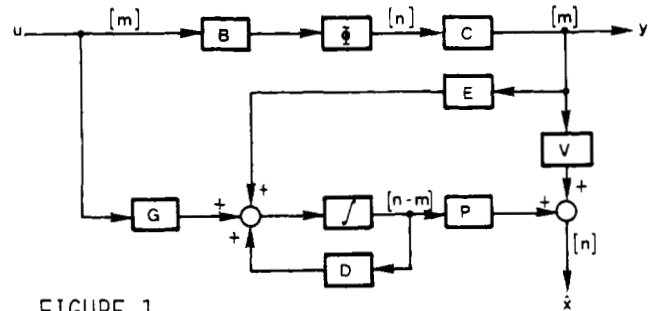 u [m] B Φ [n] C [m] y
E
+ V
+
G + [n-m] P + 
+ ∫ [n]
D
FIGURE 1
x̂